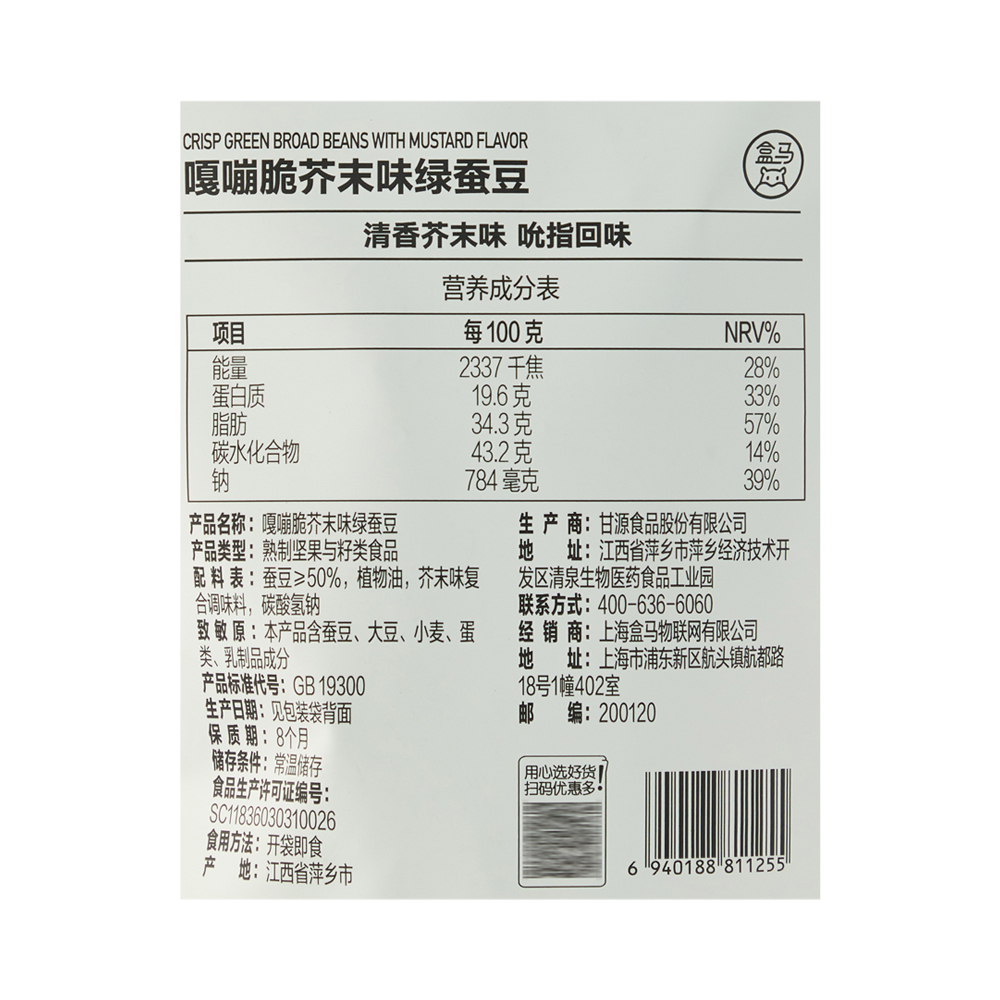 CRISP GREEN BROAD BEANS WITH MUSTARD FLAVOR
嘎嘣脆芥末味绿蚕豆
盒马
清香芥末味 吮指回味
营养成分表
项目 每100克 NRV%
能量 2337 千焦 28%
蛋白质 19.6 克 33%
脂肪 34.3 克 57%
碳水化合物 43.2 克 14%
钠 784 毫克 39%
产品名称：嘎嘣脆芥末味绿蚕豆
产品类型：熟制坚果与籽类食品
配料表：蚕豆≥50%，植物油，芥末味复
合调味料，碳酸氢钠
致敏原：本产品含蚕豆、大豆、小麦、蛋
类、乳制品成分
产品标准代号：GB 19300
生产日期：见包装袋背面
保质期：8个月
储存条件：常温储存
食品生产许可证编号：
SC11836030310026
食用方法：开袋即食
产地：江西省萍乡市
生产商：甘源食品股份有限公司
地址：江西省萍乡市萍乡经济技术开
发区清泉生物医药食品工业园
联系方式：400-636-6060
经销商：上海盒马物联网有限公司
地址：上海市浦东新区航头镇航都路
18号1幢402室
邮编：200120
用心选好货！
扫码优惠多！
6 940188 811255